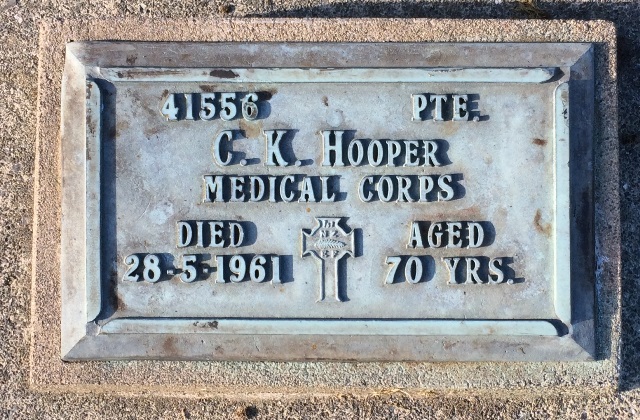 41556 PTE.
C. K. HOOPER
MEDICAL CORPS
DIED AGED
28-5-1961 70 YRS.